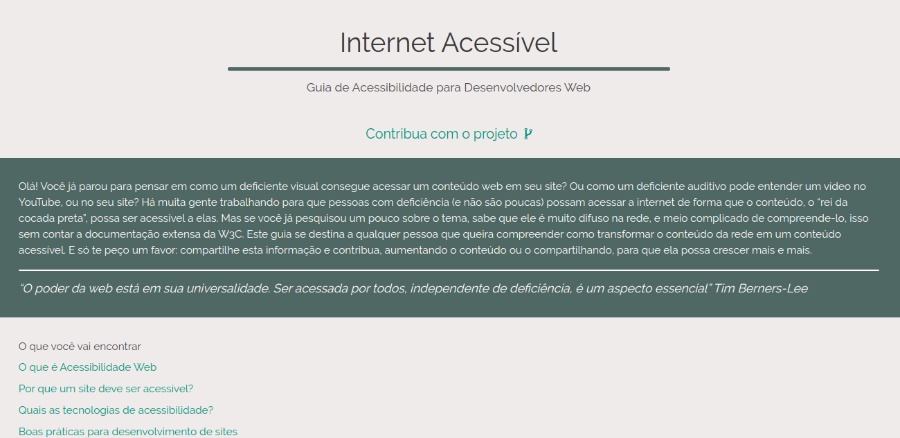 Internet Acessível
Guia de Acessibilidade para Desenvolvedores Web
Contribua com o projeto
Olá! Você já parou para pensar em como um deficiente visual consegue acessar um conteúdo web em seu site? Ou como um deficiente auditivo pode entender um vídeo no
YouTube, ou no seu site? Há muita gente trabalhando para que pessoas com deficiência (e não são poucas) possam acessar a internet de forma que o conteúdo, o "rei da
cocada preta", possa ser acessível a elas. Mas se você já pesquisou um pouco sobre o tema, sabe que ele é muito difuso na rede, e meio complicado de compreende-lo, isso
sem contar a documentação extensa da W3C. Este guia se destina a qualquer pessoa que queira compreender como transformar o conteúdo da rede em um conteúdo
acessível. E só te peço um favor: compartilhe esta informação e contribua, aumentando o conteúdo ou o compartilhando, para que ela possa crescer mais e mais.
"O poder da web está em sua universalidade. Ser acessada por todos, independente de deficiência, é um aspecto essencial" Tim Berners-Lee
O que você vai encontrar
O que é Acessibilidade Web
Por que um site deve ser acessível?
Quais as tecnologias de acessibilidade?
Boas práticas para desenvolvimento de sites